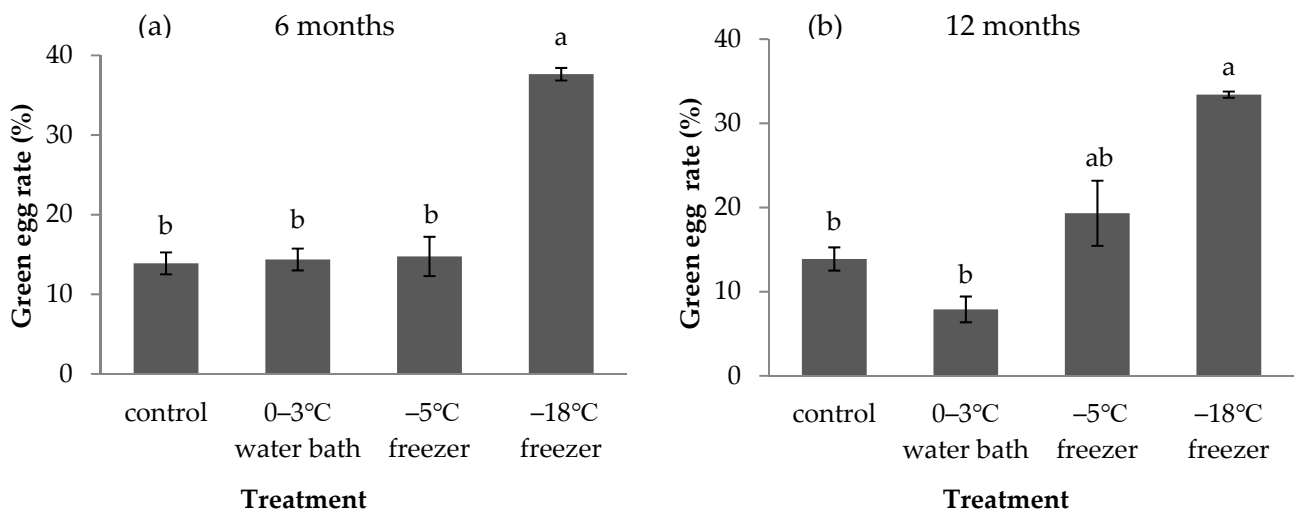 (a) 6 months
Green egg rate (%)
40
30
20
10
0
b
b
b
a
control
0–3°C
water bath
–5°C
freezer
–18°C
freezer
Treatment
(b) 12 months
Green egg  rate (%)
40
30
20
10
0
b
b
ab
a
control
0–3°C
water bath
–5°C
freezer
–18°C
freezer
Treatment